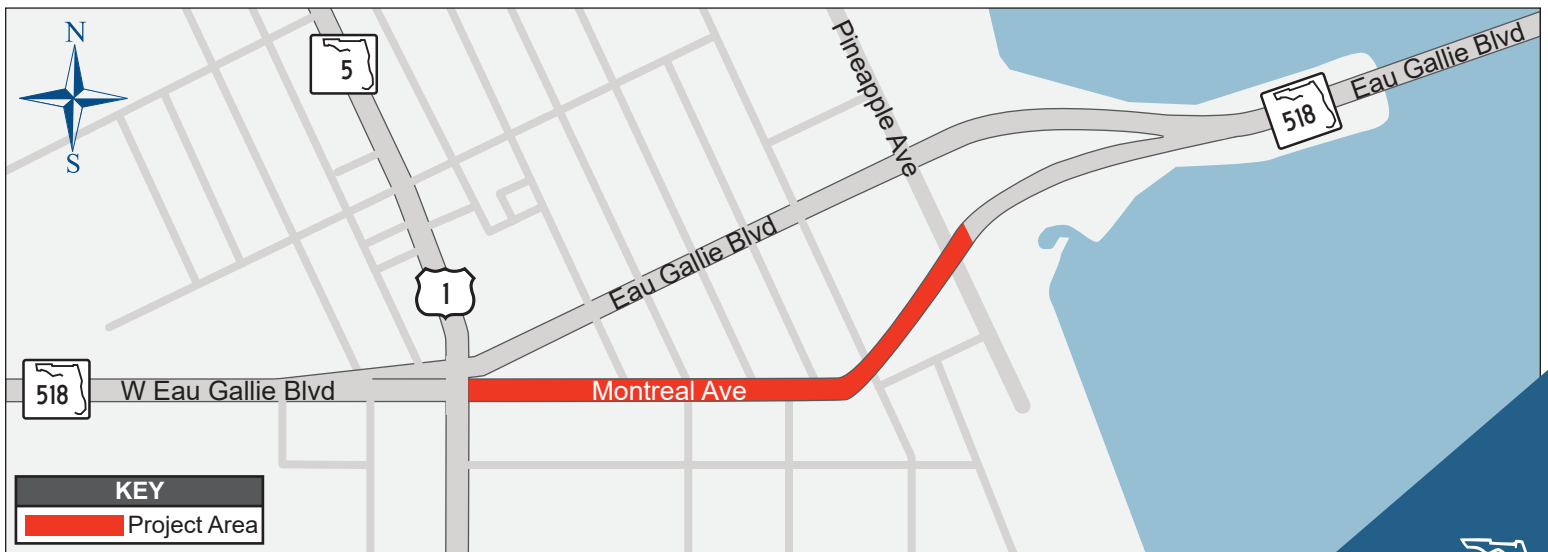 N
S
5
Pineapple Ave
Eau Gallie Blvd
518
1
Eau Gallie Blvd
518
W Eau Gallie Blvd
Montreal Ave
KEY
Project Area